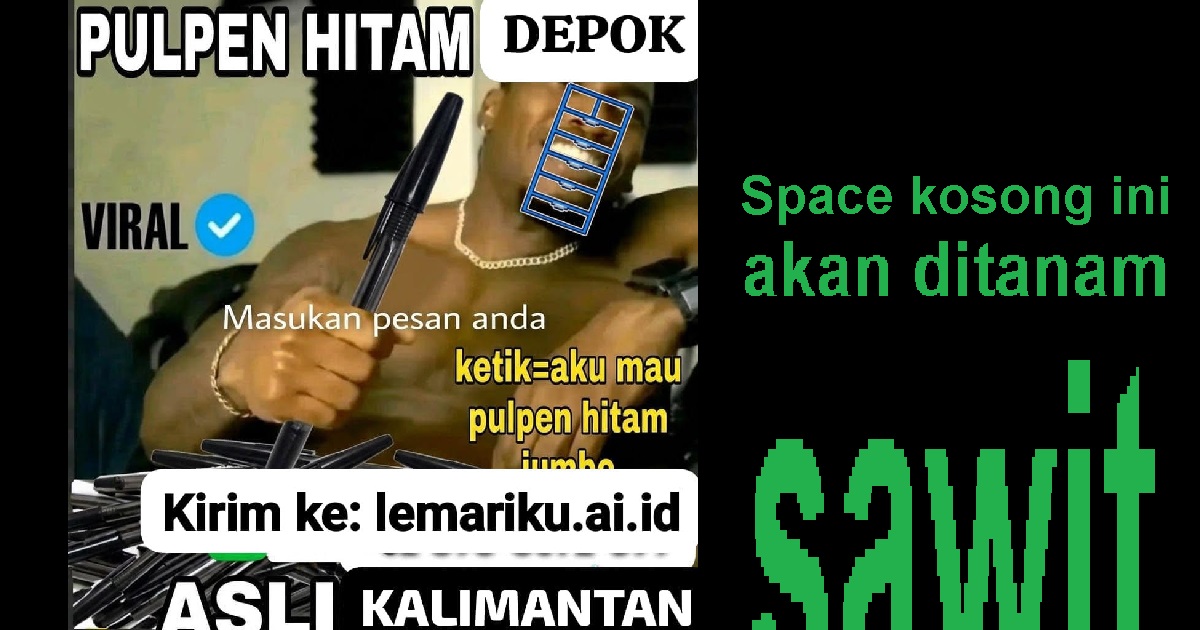 PULPEN HITAM DEPOK
VIRAL
Masukan pesan anda
ketik=aku mau
pulpen hitam
jumbo
Kirim ke: lemariku.ai.id
ASLI KALIMANTAN
Space kosong ini
akan ditanam
sawit